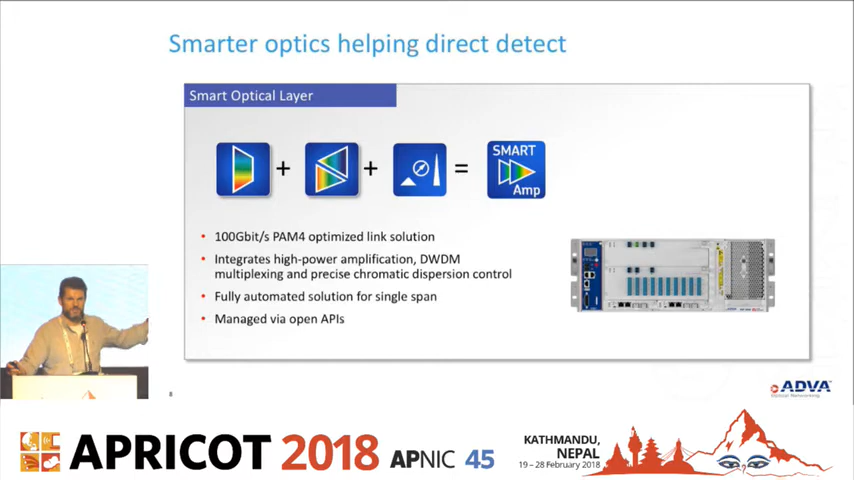 Smarter optics helping direct detect
Smart Optical Layer
+ + = SMART
Amp
• 100Gbit/s PAM4 optimized link solution
• Integrates high-power amplification, DWDM
multiplexing and precise chromatic dispersion control
• Fully automated solution for single span
• Managed via open APIs
ADVA
Optical Networking
APRICOT 2018 APNIC 45
KATHMANDU,
NEPAL
19 – 28 February 2018